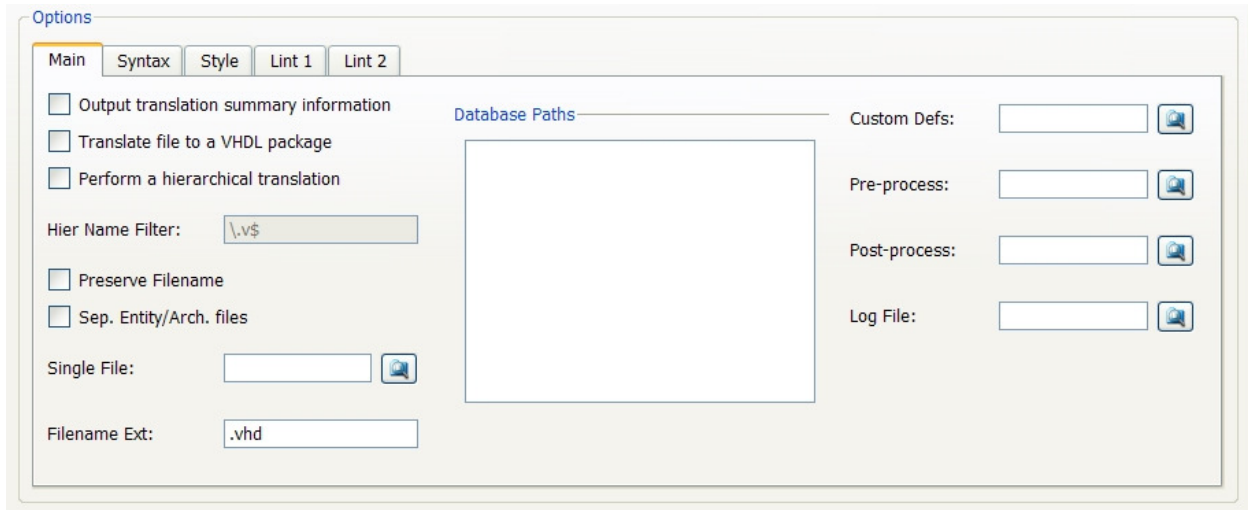 Options
Main Syntax Style Lint 1 Lint 2
Output translation summary information
Translate file to a VHDL package
Perform a hierarchical translation
Hier Name Filter: \.v$
Preserve Filename
Sep. Entity/Arch. files
Single File:
Filename Ext: .vhd
Database Paths
Custom Defs:
Pre-process:
Post-process:
Log File: